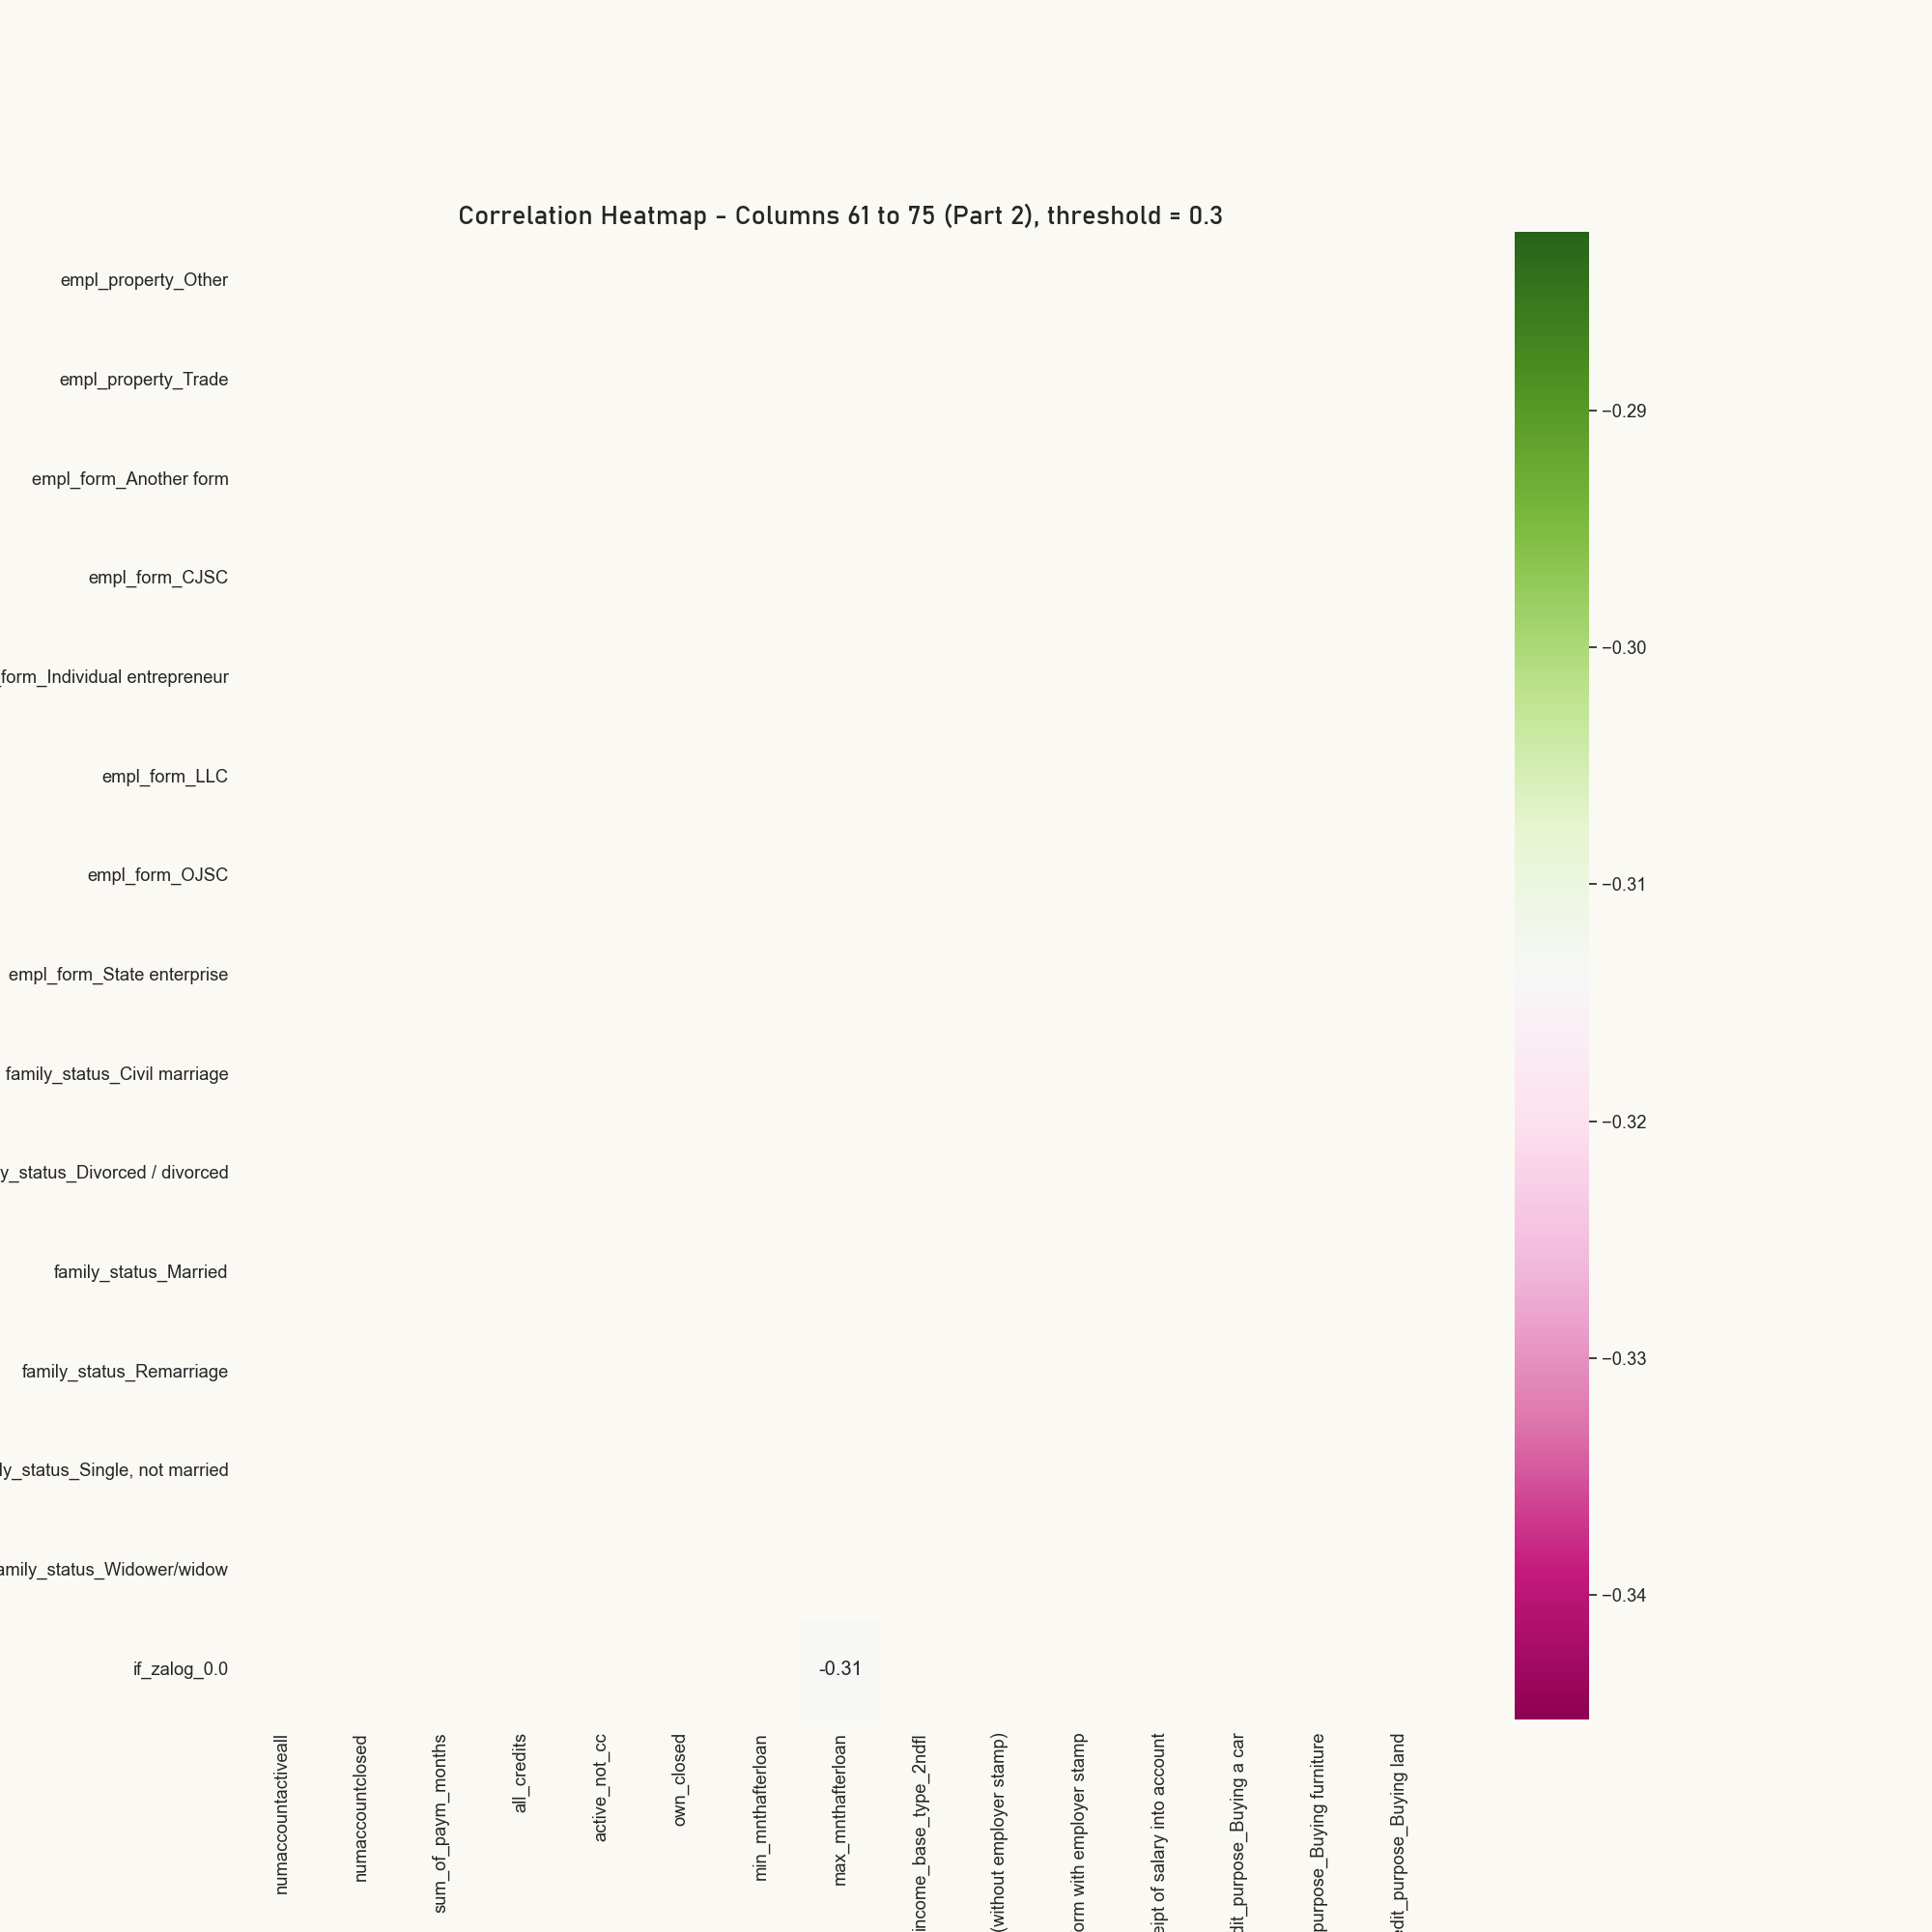 Correlation Heatmap - Columns 61 to 75 (Part 2), threshold = 0.3
empl_property_Other
empl_property_Trade
empl_form_Another form
empl_form_CJSC
form_Individual entrepreneur
empl_form_LLC
empl_form_OJSC
empl_form_State enterprise
family_status_Civil marriage
y_status_Divorced / divorced
family_status_Married
family_status_Remarriage
ly_status_Single, not married
amily_status_Widower/widow
if_zalog_0.0
-0.31
numaccountactiveall
numaccountclosed
sum_of_paym_months
all_credits
active_not_cc
own_closed
min_mnthafterloan
max_mnthafterloan
income_base_type_2ndfl
(without employer stamp)
orm with employer stamp
eipt of salary into account
dit_purpose_Buying a car
purpose_Buying furniture
edit_purpose_Buying land
−0.29
−0.30
−0.31
−0.32
−0.33
−0.34